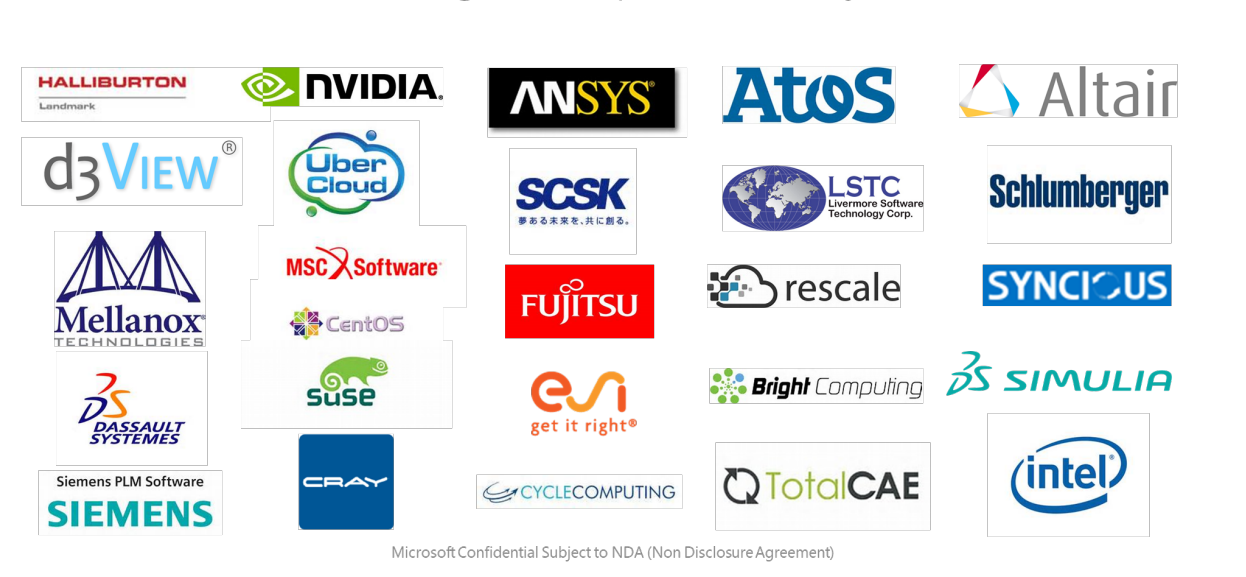 HALLIBURTON
Landmark
NVIDIA.
ANSYS®
Atos
Altair
d3VIEW®
Uber
Cloud
SCSK
夢ある未来を、共に創る。
LSTC
Livermore Software
Technology Corp.
Schlumberger
Mellanox®
TECHNOLOGIES
MSC Software
CentOS
FUJITSU
rescale
SYNCIOUS
DASSAULT
SYSTEMES
SUSE
esi
get it right®
Bright Computing
SIMULIA
Siemens PLM Software
SIEMENS
CRAY
CYCLECOMPUTING
TotalCAE
intel®
Microsoft Confidential Subject to NDA (Non Disclosure Agreement)